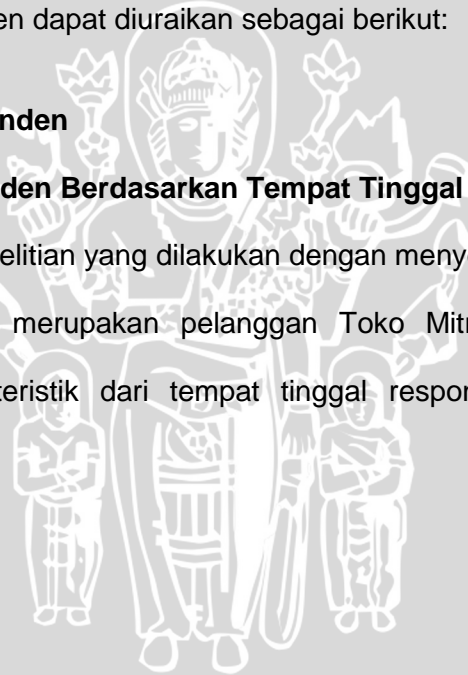 en dapat diuraikan sebagai berikut:
nden
den Berdasarkan Tempat Tinggal
elitian yang dilakukan dengan meny
merupakan pelanggan Toko Mitr
teristik dari tempat tinggal respo